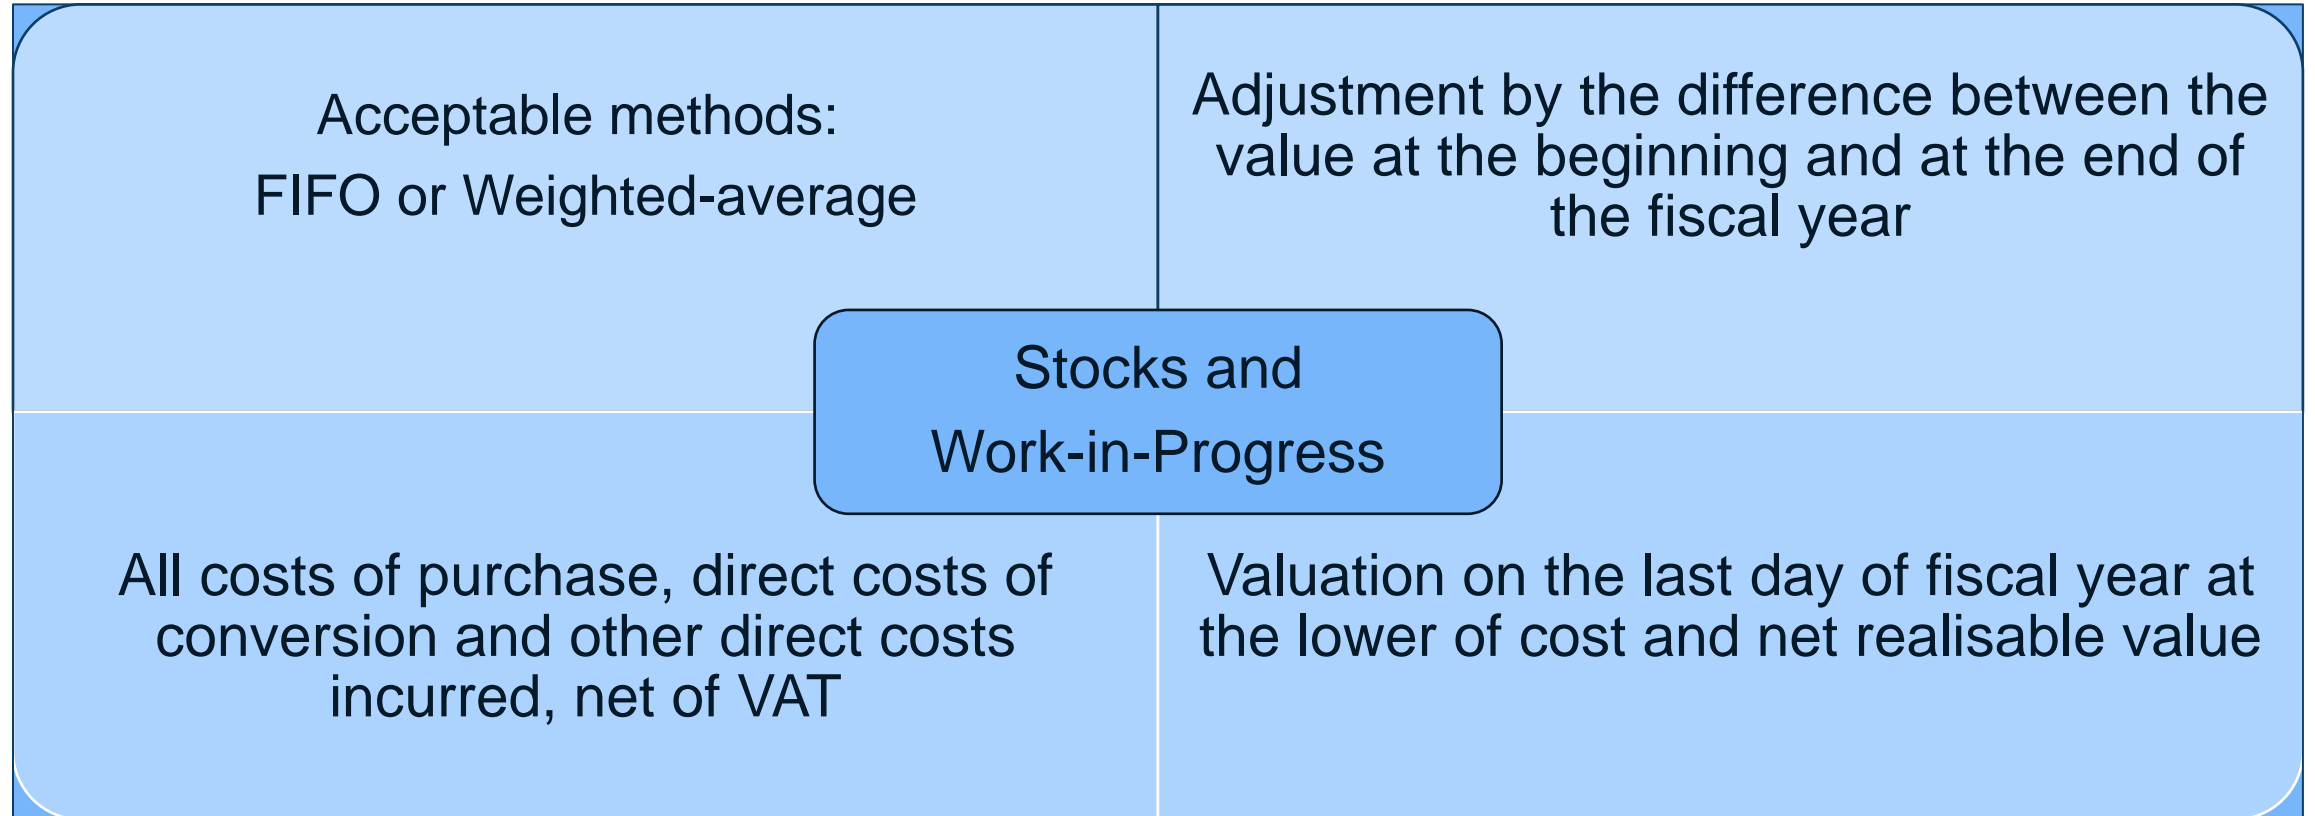 Acceptable methods:
FIFO or Weighted-average
Adjustment by the difference between the
value at the beginning and at the end of
the fiscal year
Stocks and
Work-in-Progress
All costs of purchase, direct costs of
conversion and other direct costs
incurred, net of VAT
Valuation on the last day of fiscal year at
the lower of cost and net realisable value